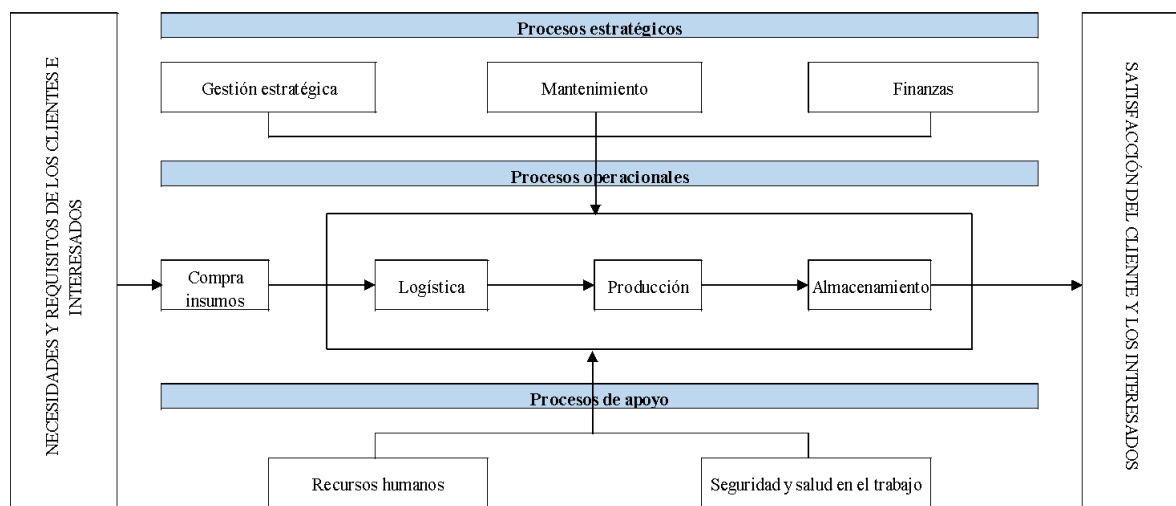 NECESIDADES Y REQUISITOS DE LOS CLIENTES E
INTERESADOS
Procesos estratégicos
Gestión estratégica
Mantenimiento
Finanzas
Procesos operacionales
Compra
insumos
Logística
Producción
Almacenamiento
Procesos de apoyo
Recursos humanos
Seguridad y salud en el trabajo
SATISFACCIÓN DEL CLIENTE Y LOS INTERESADOS